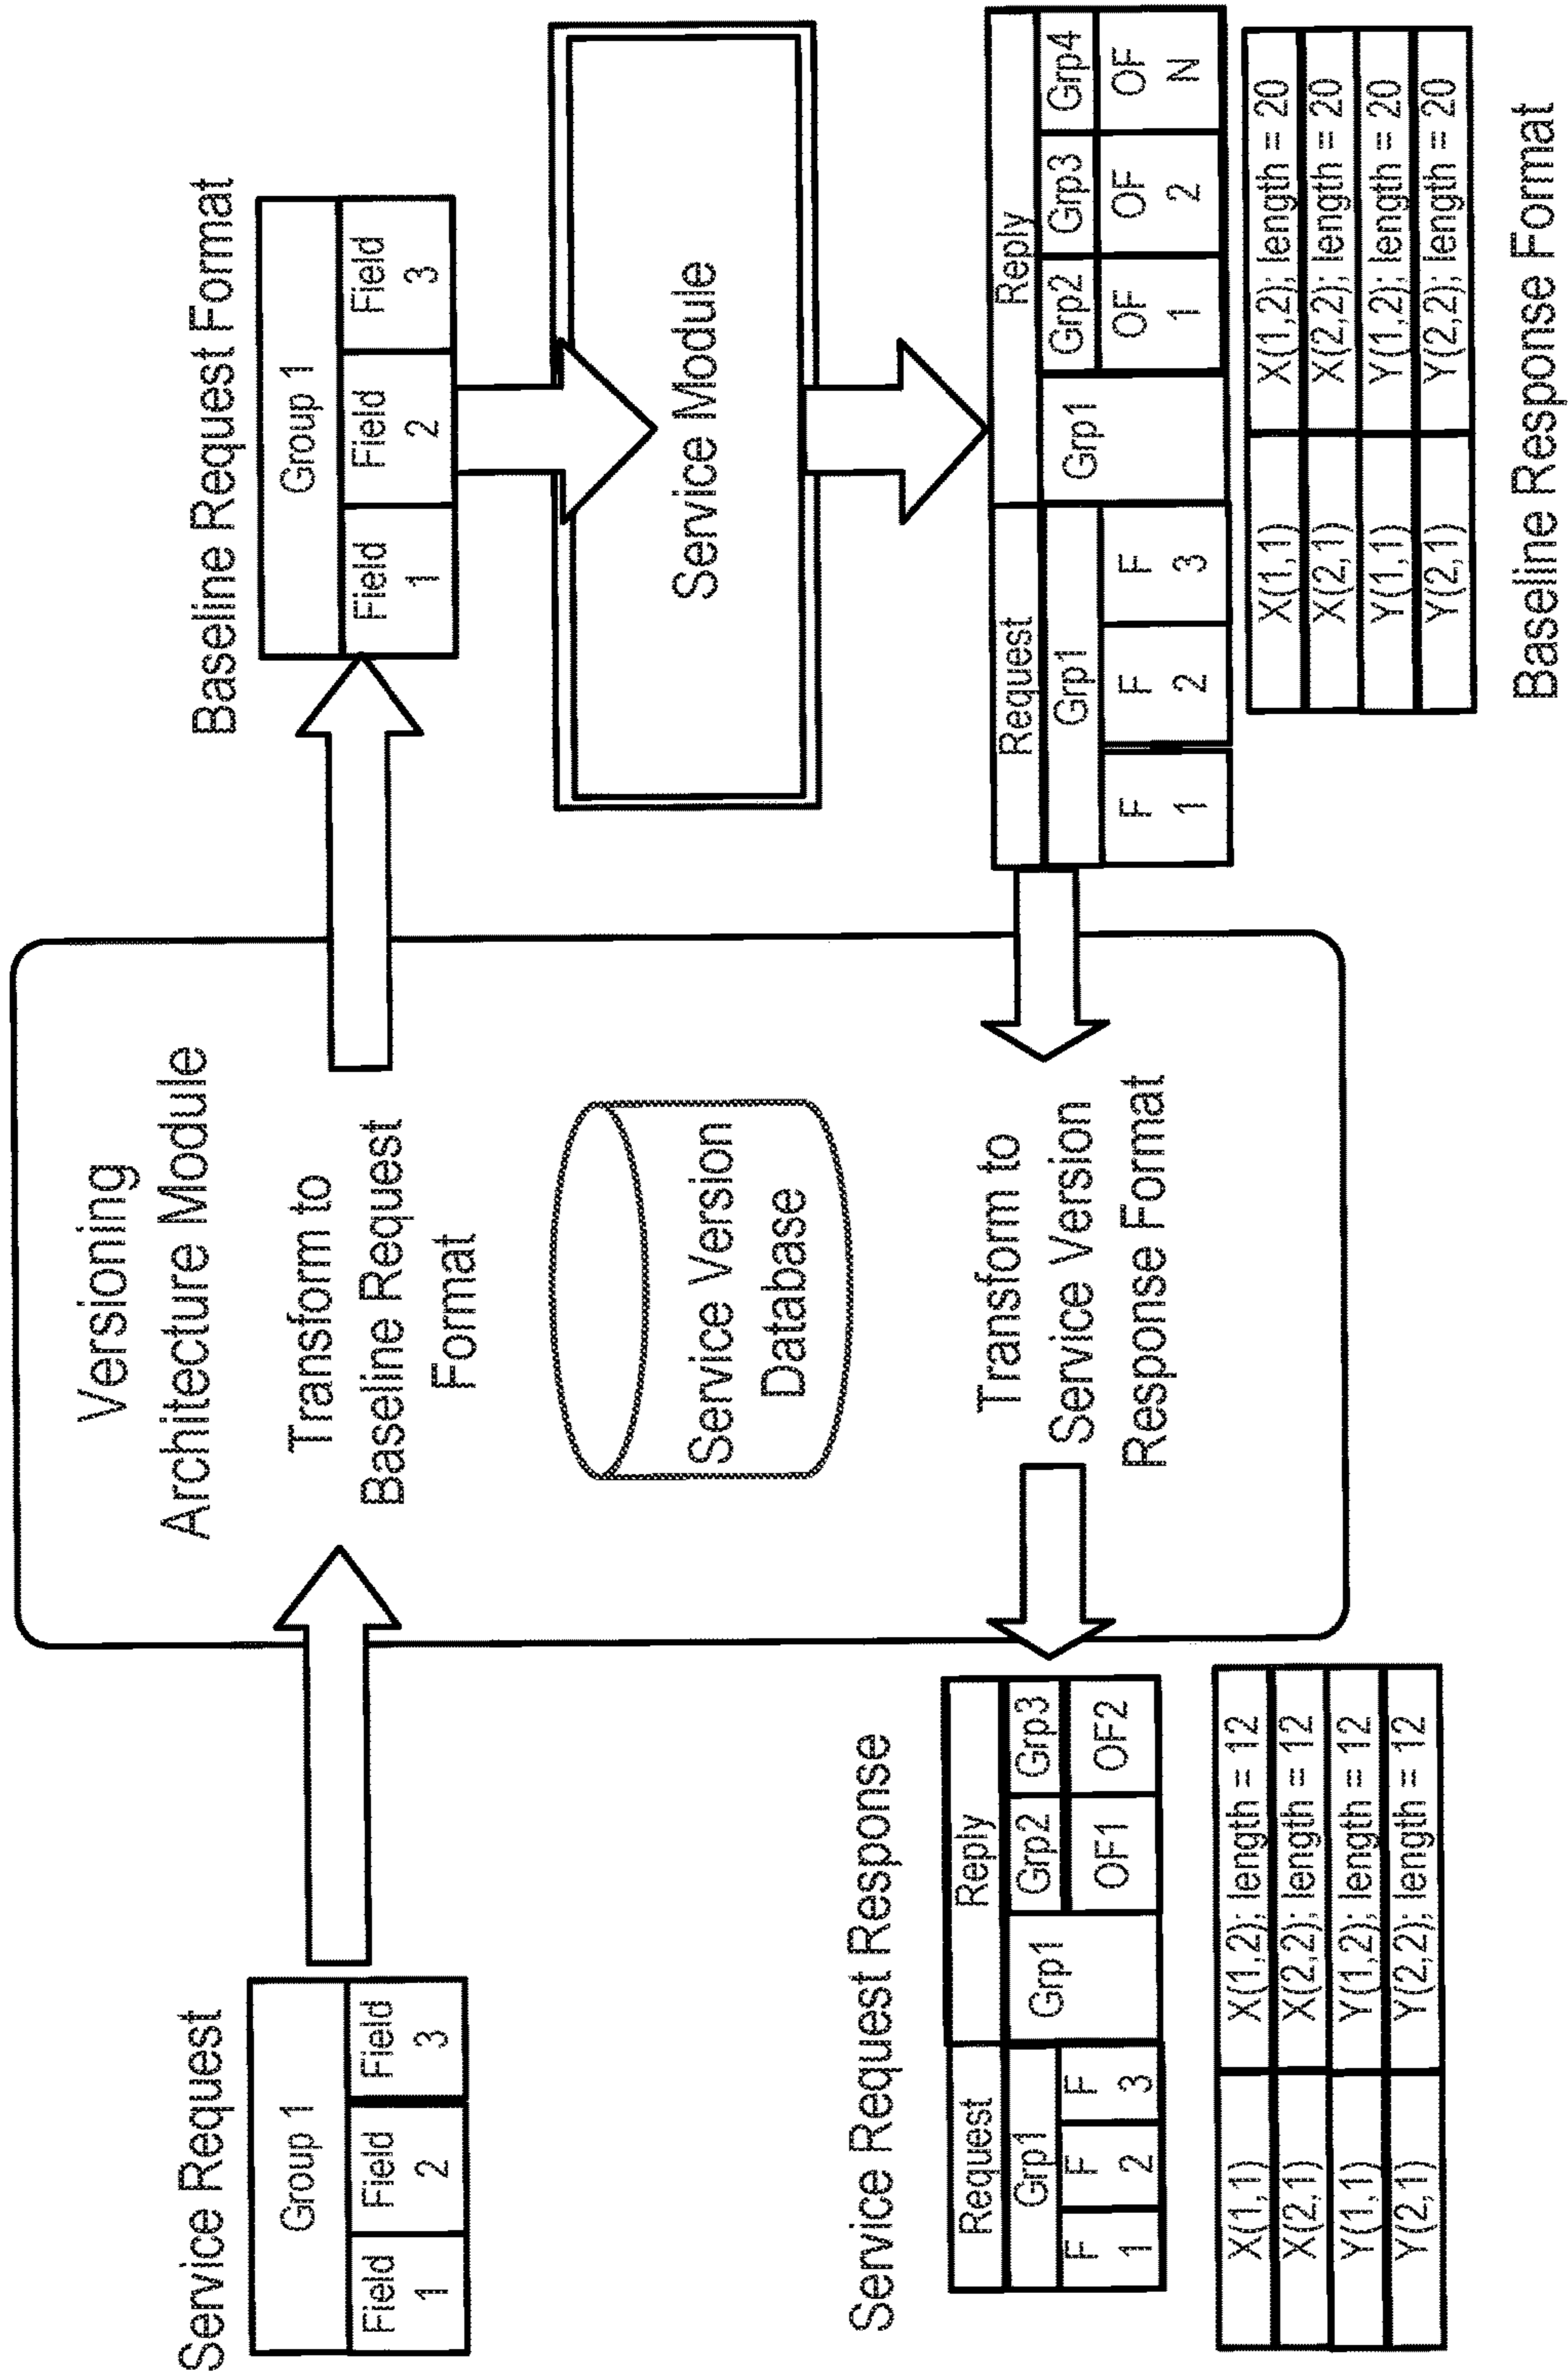 Service Request
Group 1
Field 1
Field 2
Field 3
Versioning
Architecture Module
Transform to
Baseline Request
Format
Service Version
Database
Transform to
Service Version
Response Format
Baseline Request Format
Group 1
Field 1
Field 2
Field 3
Service Module
Request
Reply
Grp1
Grp1
Grp2
Grp3
Grp4
F 1
F 2
F 3
OF 1
OF 2
OF N
X(1,1)
X(1,2); length = 20
X(2,1)
X(2,2); length = 20
Y(1,1)
Y(1,2); length = 20
Y(2,1)
Y(2,2); length = 20
Baseline Response Format
Service Request Response
Request
Reply
Grp1
Grp1
Grp2
Grp3
F 1
F 2
F 3
OF1
OF2
X(1,1)
X(1,2); length = 12
X(2,1)
X(2,2); length = 12
Y(1,1)
Y(1,2); length = 12
Y(2,1)
Y(2,2); length = 12